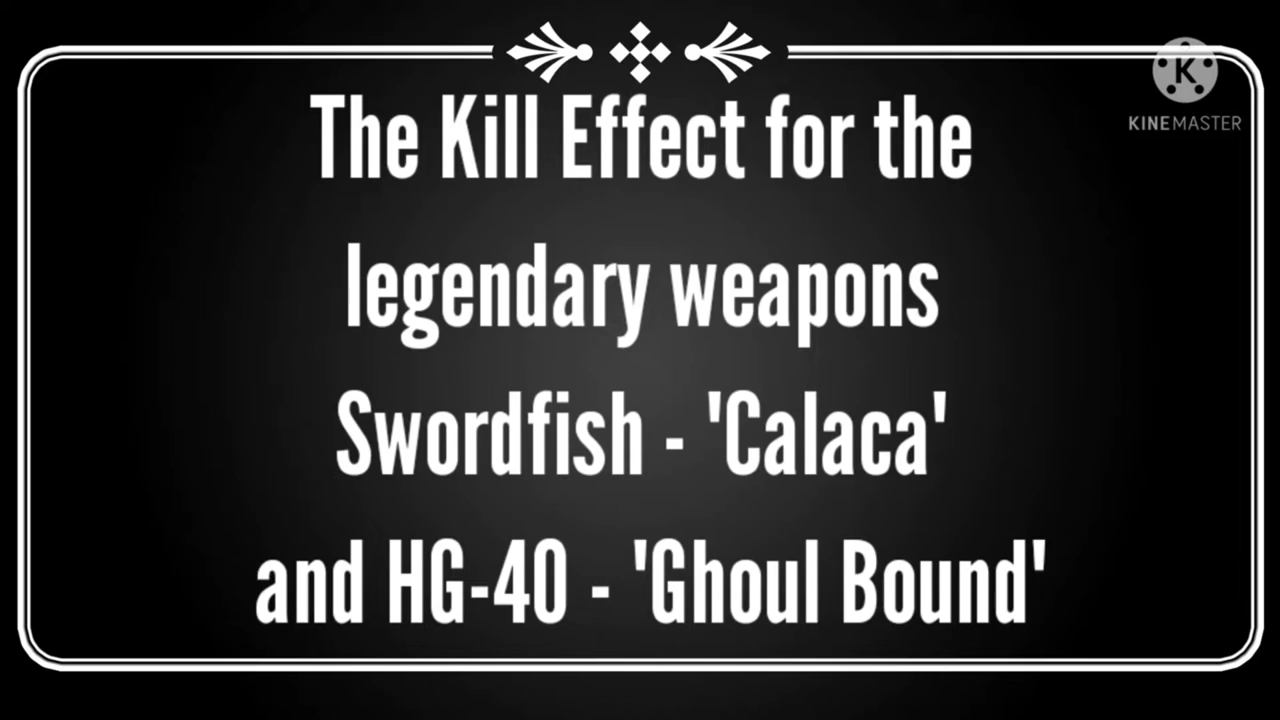 The Kill Effect for the
legendary weapons
Swordfish - 'Calaca'
and HG-40 - 'Ghoul Bound'
K
KINEMASTER